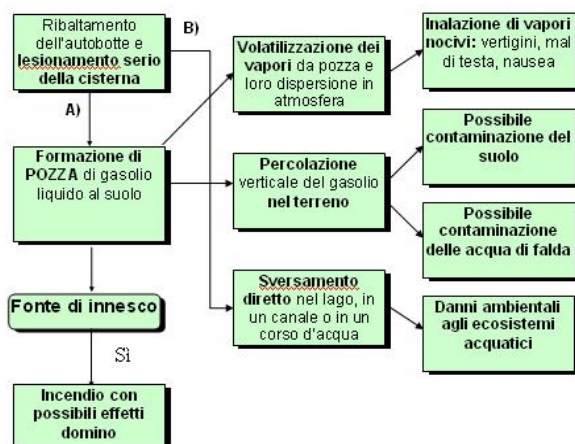 Ribaltamento
dell'autobotte e
lesionamento serio
della cisterna
B)
A)
Formazione di
POZZA di gasolio
liquido al suolo
Fonte di innesco
Sì
Incendio con
possibili effetti
domino
Volatilizzazione dei
vapori da pozza e
loro dispersione in
atmosfera
Percolazione
verticale del gasolio
nel terreno
Sversamento
diretto nel lago, in
un canale o in un
corso d'acqua
Inalazione di vapori
nocivi: vertigini, mal
di testa, nausea
Possibile
contaminazione del
suolo
Possibile
contaminazione
delle acqua di falda
Danni ambientali
agli ecosistemi
acquatici